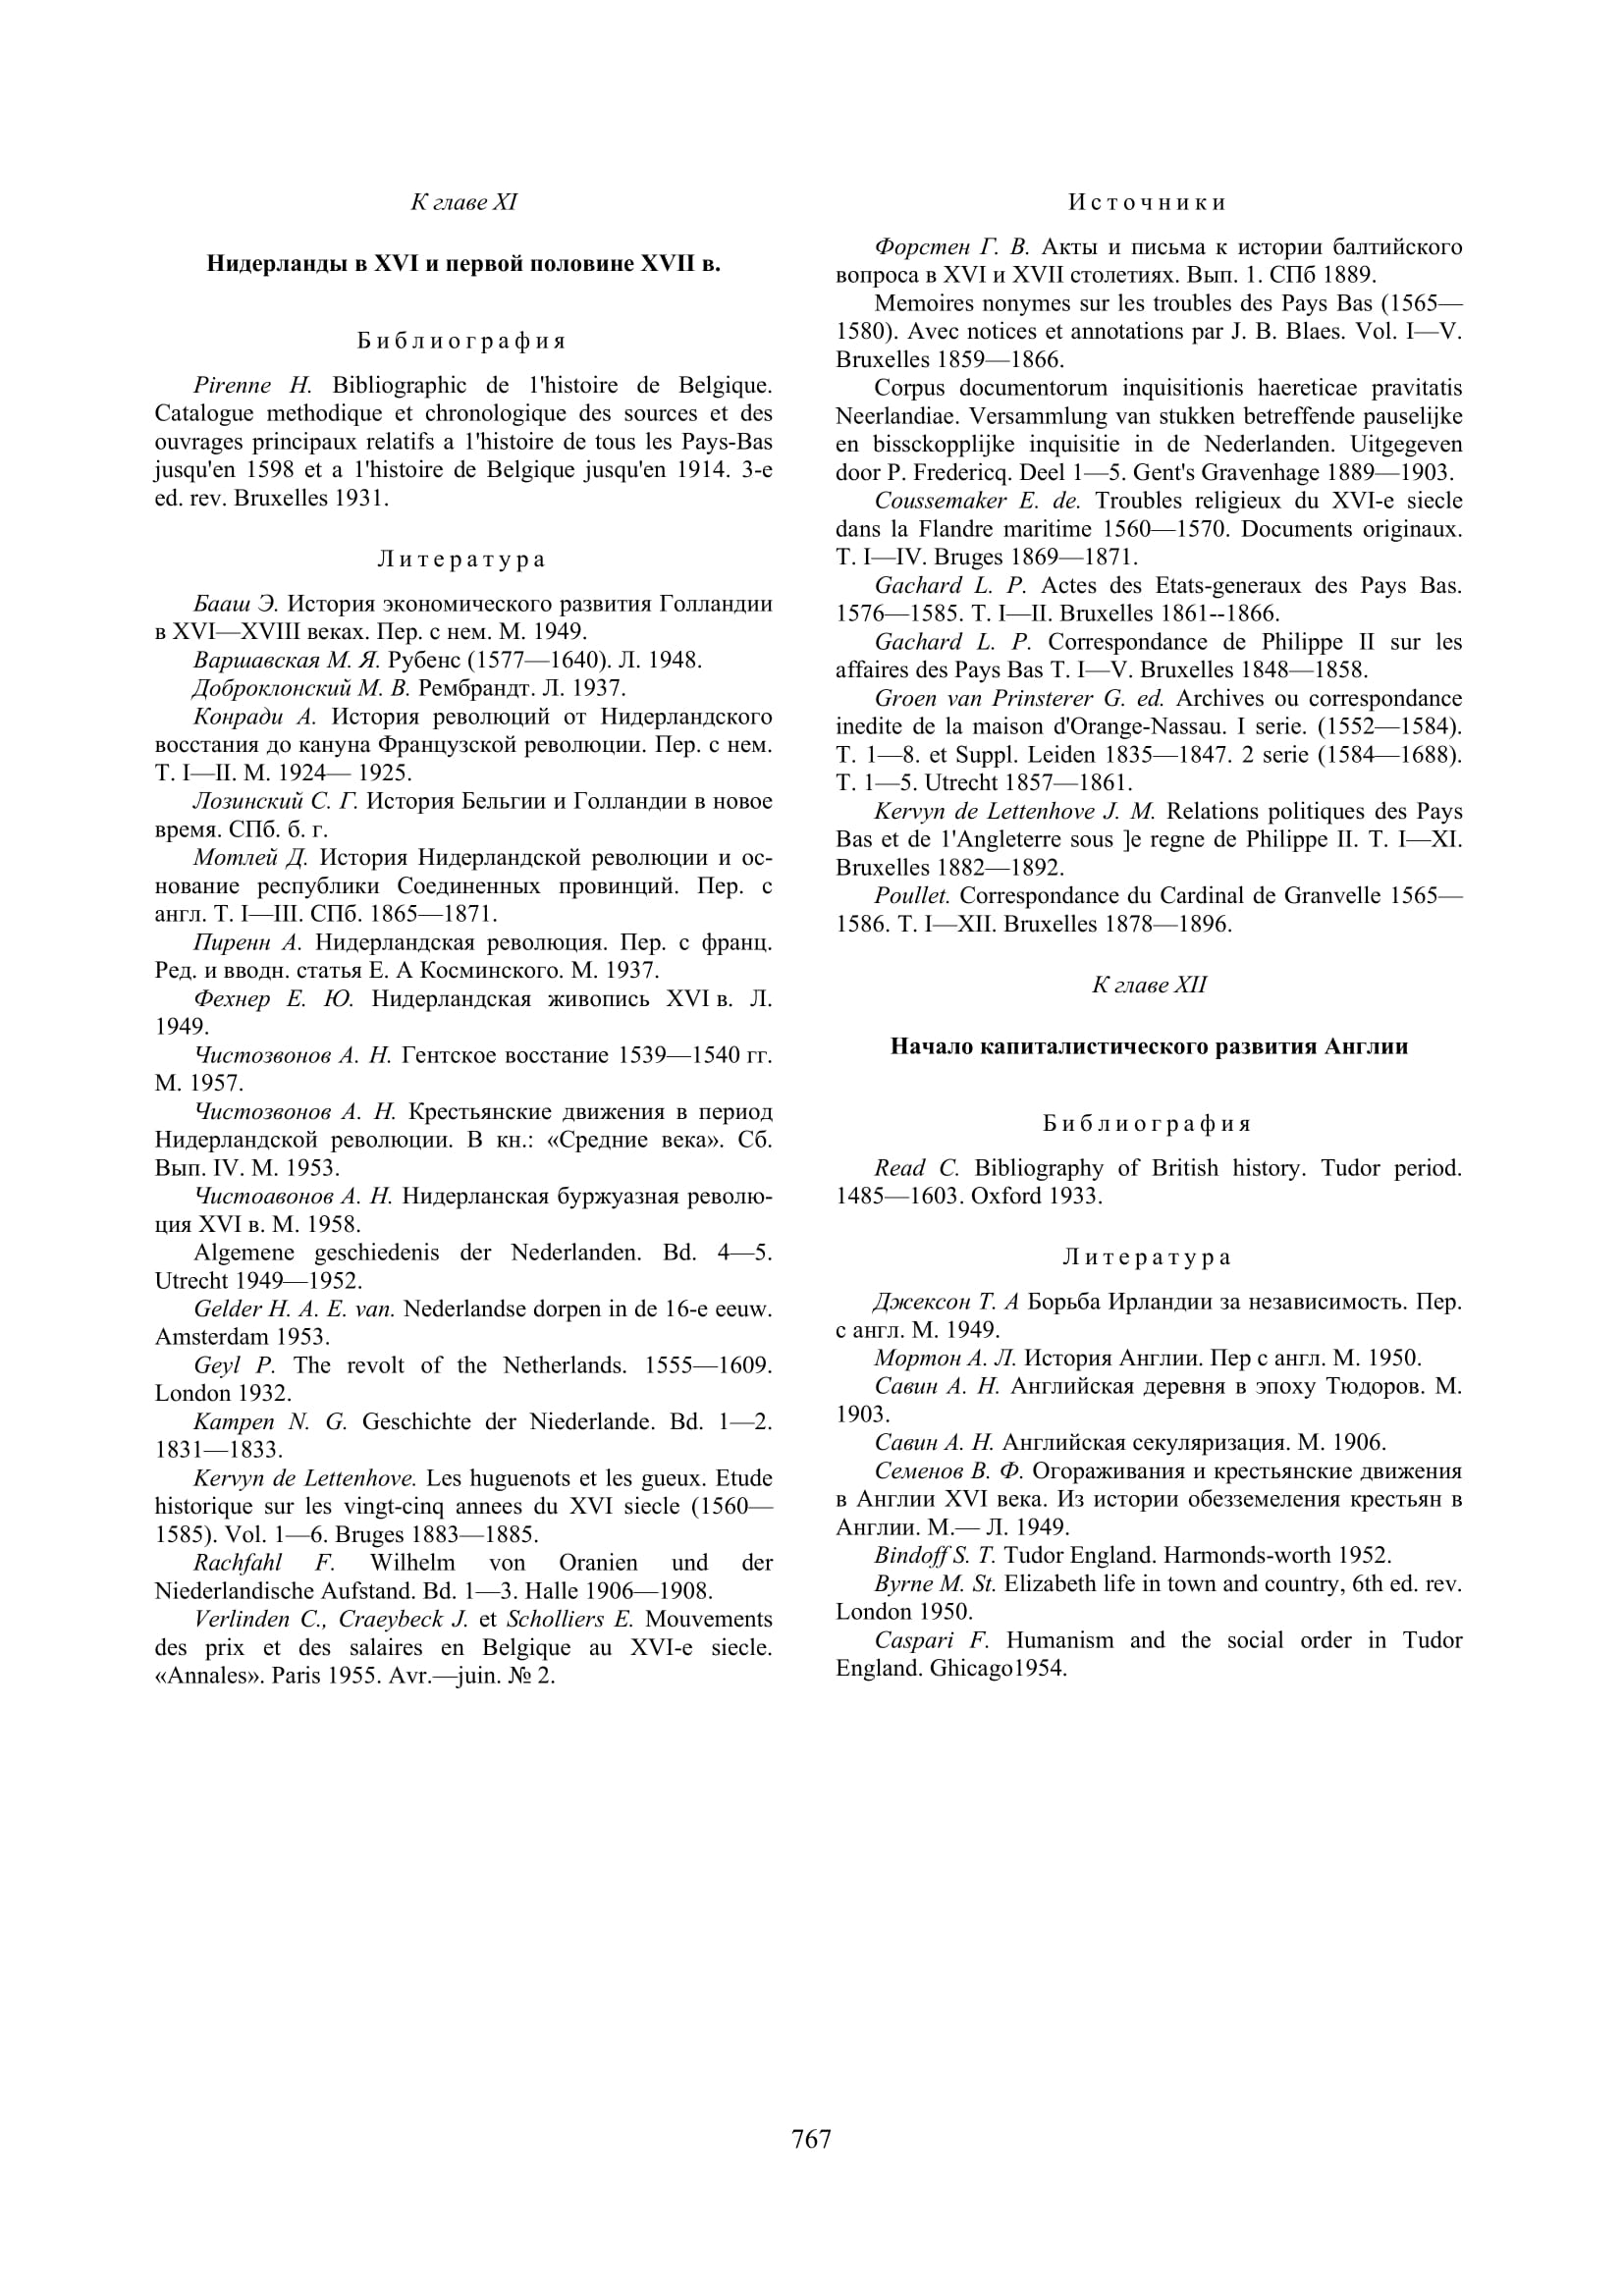 К главе XI
Нидерланды в XVI и первой половине XVII в.
Библиография
Pirenne H. Bibliographic de 1'histoire de Belgique.
Catalogue methodique et chronologique des sources et des
ouvrages principaux relatifs a 1'histoire de tous les Pays-Bas
jusqu'en 1598 et a 1'histoire de Belgique jusqu'en 1914. 3-e
ed. rev. Bruxelles 1931.
Литература
Бааш Э. История экономического развития Голландии
в XVI—XVIII веках. Пер. с нем. М. 1949.
Варшавская М. Я. Рубенс (1577—1640). Л. 1948.
Доброклонский М. В. Рембрандт. Л. 1937.
Конради А. История революций от Нидерландского
восстания до кануна Французской революции. Пер. с нем.
Т. I—II. М. 1924— 1925.
Лозинский С. Г. История Бельгии и Голландии в новое
время. СПб. б. г.
Мотлей Д. История Нидерландской революции и ос-
нование республики Соединенных провинций. Пер. с
англ. Т. I—III. СПб. 1865—1871.
Пиренн А. Нидерландская революция. Пер. с франц.
Ред. и вводн. статья Е. А Косминского. М. 1937.
Фехнер Е. Ю. Нидерландская живопись XVI в. Л.
1949.
Чистозвонов А. Н. Гентское восстание 1539—1540 гг.
М. 1957.
Чистозвонов А. Н. Крестьянские движения в период
Нидерландской революции. В кн.: «Средние века». Сб.
Вып. IV. М. 1953.
Чистоавонов А. Н. Нидерланская буржуазная револю-
ция XVI в. М. 1958.
Algemene geschiedenis der Nederlanden. Bd. 4—5.
Utrecht 1949—1952.
Gelder H. A. E. van. Nederlandse dorpen in de 16-e eeuw.
Amsterdam 1953.
Geyl P. The revolt of the Netherlands. 1555—1609.
London 1932.
Kampen N. G. Geschichte der Niederlande. Bd. 1—2.
1831—1833.
Kervyn de Lettenhove. Les huguenots et les gueux. Etude
historique sur les vingt-cinq annees du XVI siecle (1560—
1585). Vol. 1—6. Bruges 1883—1885.
Rachfahl F. Wilhelm von Oranien und der
Niederlandische Aufstand. Bd. 1—3. Halle 1906—1908.
Verlinden C., Craeybeck J. et Scholliers E. Mouvements
des prix et des salaires en Belgique au XVI-e siecle.
«Annales». Paris 1955. Avr.—juin. № 2.
Источники
Форстен Г. В. Акты и письма к истории балтийского
вопроса в XVI и XVII столетиях. Вып. 1. СПб 1889.
Memoires nonymes sur les troubles des Pays Bas (1565—
1580). Avec notices et annotations par J. B. Blaes. Vol. I—V.
Bruxelles 1859—1866.
Corpus documentorum inquisitionis haereticae pravitatis
Neerlandiae. Versammlung van stukken betreffende pauselijke
en bissckopplijke inquisitie in de Nederlanden. Uitgegeven
door P. Fredericq. Deel 1—5. Gent's Gravenhage 1889—1903.
Coussemaker E. de. Troubles religieux du XVI-e siecle
dans la Flandre maritime 1560—1570. Documents originaux.
T. I—IV. Bruges 1869—1871.
Gachard L. P. Actes des Etats-generaux des Pays Bas.
1576—1585. T. I—II. Bruxelles 1861--1866.
Gachard L. P. Correspondance de Philippe II sur les
affaires des Pays Bas T. I—V. Bruxelles 1848—1858.
Groen van Prinsterer G. ed. Archives ou correspondance
inedite de la maison d'Orange-Nassau. I serie. (1552—1584).
T. 1—8. et Suppl. Leiden 1835—1847. 2 serie (1584—1688).
T. 1—5. Utrecht 1857—1861.
Kervyn de Lettenhove J. M. Relations politiques des Pays
Bas et de 1'Angleterre sous ]e regne de Philippe II. T. I—XI.
Bruxelles 1882—1892.
Poullet. Correspondance du Cardinal de Granvelle 1565—
1586. T. I—XII. Bruxelles 1878—1896.
К главе XII
Начало капиталистического развития Англии
Библиография
Read C. Bibliography of British history. Tudor period.
1485—1603. Oxford 1933.
Литература
Джексон Т. А Борьба Ирландии за независимость. Пер.
с англ. М. 1949.
Мортон А. Л. История Англии. Пер с англ. М. 1950.
Савин А. Н. Английская деревня в эпоху Тюдоров. М.
1903.
Савин А. Н. Английская секуляризация. М. 1906.
Семенов В. Ф. Огораживания и крестьянские движения
в Англии XVI века. Из истории обезземеления крестьян в
Англии. М.— Л. 1949.
Bindoff S. T. Tudor England. Harmonds-worth 1952.
Byrne M. St. Elizabeth life in town and country, 6th ed. rev.
London 1950.
Caspari F. Humanism and the social order in Tudor
England. Ghicago1954.
767